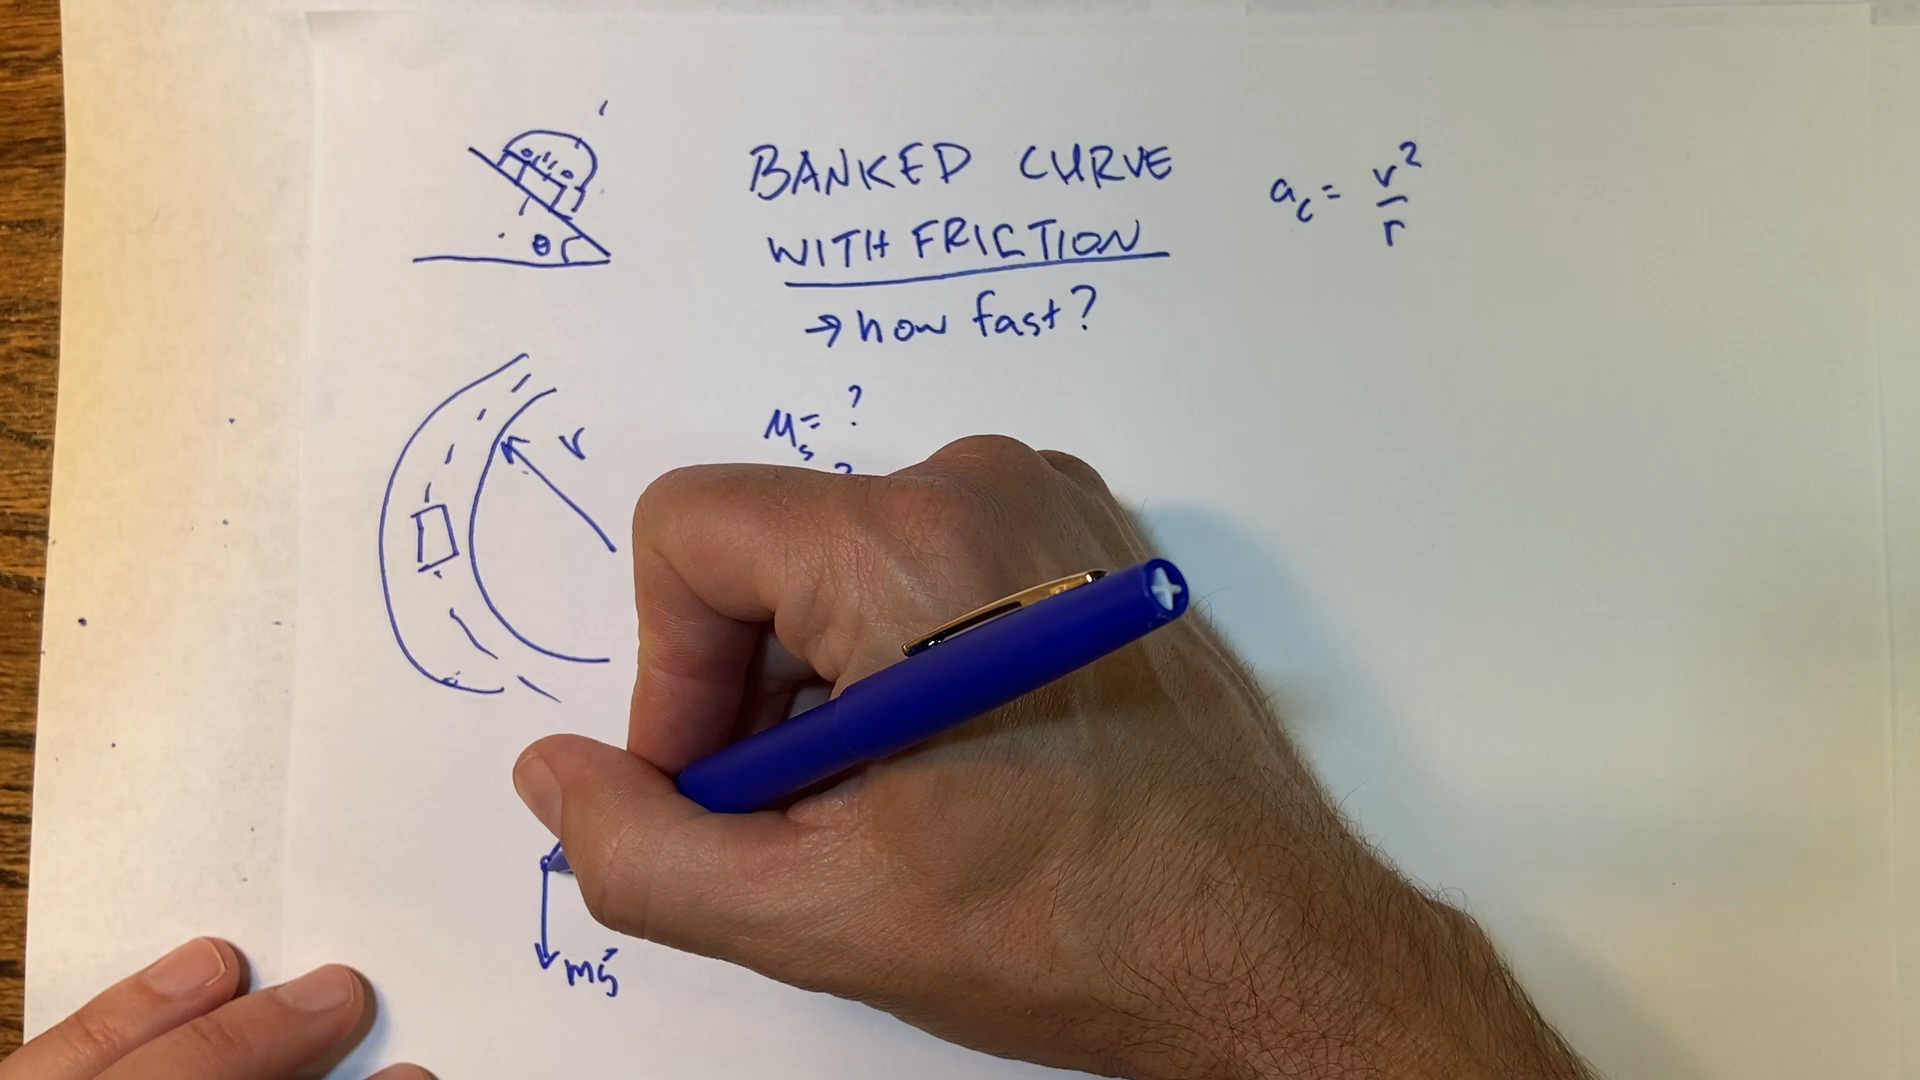 BANKED CURVE
WITH FRICTION
→ how fast?
a_c = v²/r
θ
r
μ_s = ?
?
mg